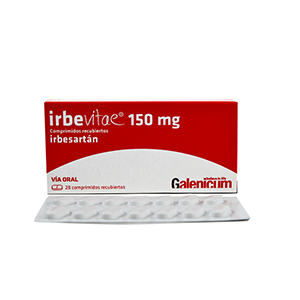 irbevitae® 150 mg
Comprimidos recubiertos
irbesartán
VÍA ORAL
28 comprimidos recubiertos
Galenicum